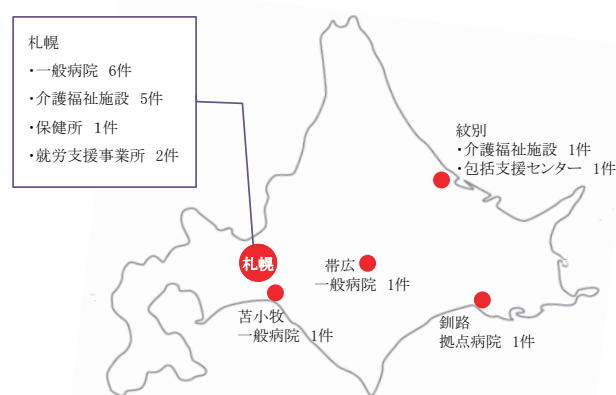 札幌
・一般病院 6件
・介護福祉施設 5件
・保健所 1件
・就労支援事業所 2件
紋別
・介護福祉施設 1件
・包括支援センター 1件
札幌
帯広
一般病院 1件
苫小牧
一般病院 1件
釧路
拠点病院 1件